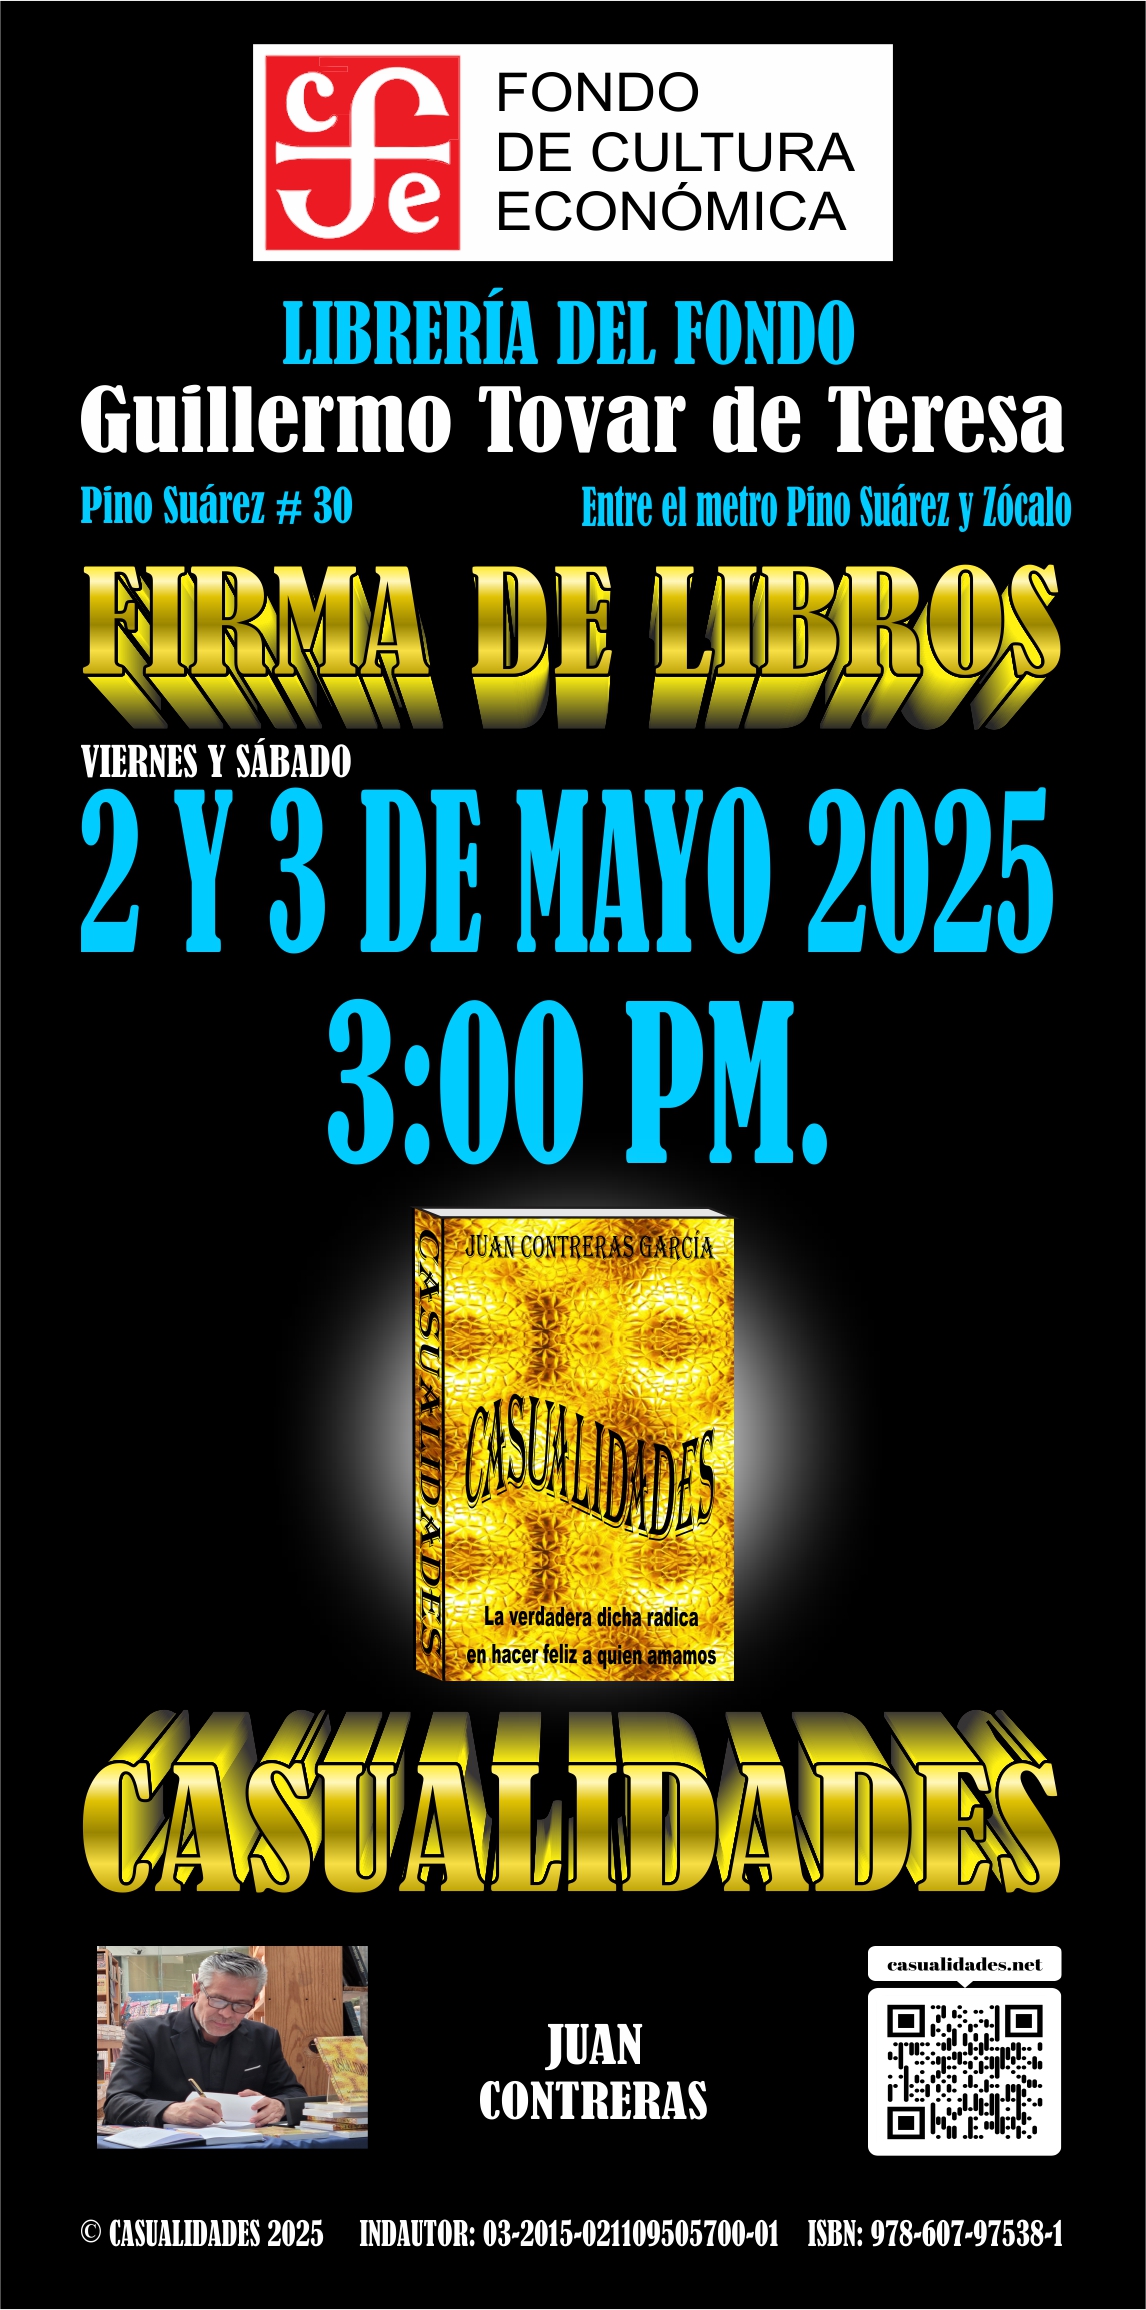 cfe
FONDO
DE CULTURA
ECONÓMICA
LIBRERÍA DEL FONDO
Guillermo Tovar de Teresa
Pino Suárez # 30
Entre el metro Pino Suárez y Zócalo
FIRMA DE LIBROS
VIERNES Y SÁBADO
2 Y 3 DE MAYO 2025
3:00 PM.
CASUALIDADES
JUAN CONTRERAS GARCÍA
CASUALIDADES
La verdadera dicha radica
en hacer feliz a quien amamos
CASUALIDADES
CASUALIDADES
casualidades.net
JUAN
CONTRERAS
© CASUALIDADES 2025 INDAUTOR: 03-2015-021109505700-01 ISBN: 978-607-97538-1